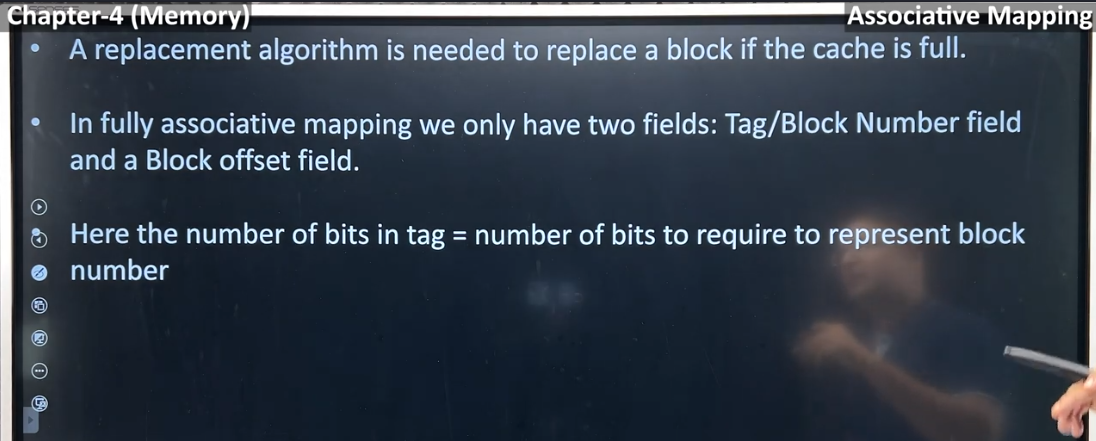 Chapter-4 (Memory)
Associative Mapping
• A replacement algorithm is needed to replace a block if the cache is full.
• In fully associative mapping we only have two fields: Tag/Block Number field
and a Block offset field.
• Here the number of bits in tag = number of bits to require to represent block
number